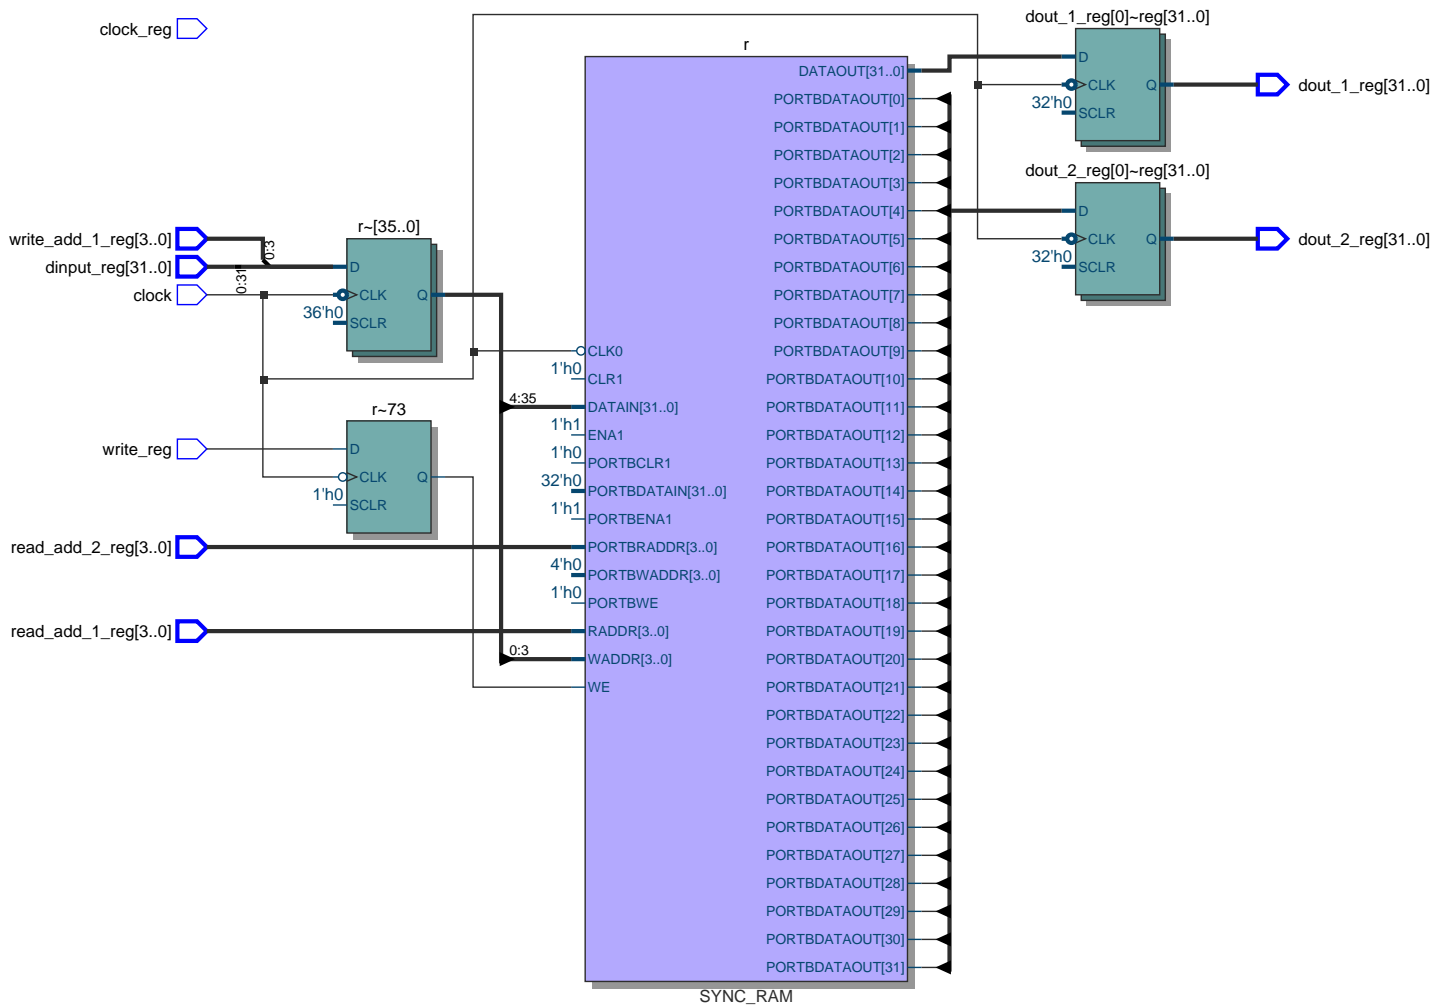 clock_reg
write_add_1_reg[3..0]
dinput_reg[31..0]
clock
write_reg
read_add_2_reg[3..0]
read_add_1_reg[3..0]
0:3
0:31
r~[35..0]
D
CLK
Q
36'h0
SCLR
r~73
D
CLK
Q
1'h0
SCLR
r
DATAOUT[31..0]
PORTBDATAOUT[0]
PORTBDATAOUT[1]
PORTBDATAOUT[2]
PORTBDATAOUT[3]
PORTBDATAOUT[4]
PORTBDATAOUT[5]
PORTBDATAOUT[6]
PORTBDATAOUT[7]
PORTBDATAOUT[8]
CLK0 PORTBDATAOUT[9]
1'h0
CLR1 PORTBDATAOUT[10]
4:35
DATAIN[31..0] PORTBDATAOUT[11]
1'h1
ENA1 PORTBDATAOUT[12]
1'h0
PORTBCLR1 PORTBDATAOUT[13]
32'h0
PORTBDATAIN[31..0] PORTBDATAOUT[14]
1'h1
PORTBENA1 PORTBDATAOUT[15]
PORTBRADDR[3..0] PORTBDATAOUT[16]
4'h0
PORTBWADDR[3..0] PORTBDATAOUT[17]
1'h0
PORTBWE PORTBDATAOUT[18]
RADDR[3..0] PORTBDATAOUT[19]
0:3
WADDR[3..0] PORTBDATAOUT[20]
WE PORTBDATAOUT[21]
PORTBDATAOUT[22]
PORTBDATAOUT[23]
PORTBDATAOUT[24]
PORTBDATAOUT[25]
PORTBDATAOUT[26]
PORTBDATAOUT[27]
PORTBDATAOUT[28]
PORTBDATAOUT[29]
PORTBDATAOUT[30]
PORTBDATAOUT[31]
SYNC_RAM
dout_1_reg[0]~reg[31..0]
D
CLK
Q
32'h0
SCLR
dout_1_reg[31..0]
dout_2_reg[0]~reg[31..0]
D
CLK
Q
32'h0
SCLR
dout_2_reg[31..0]